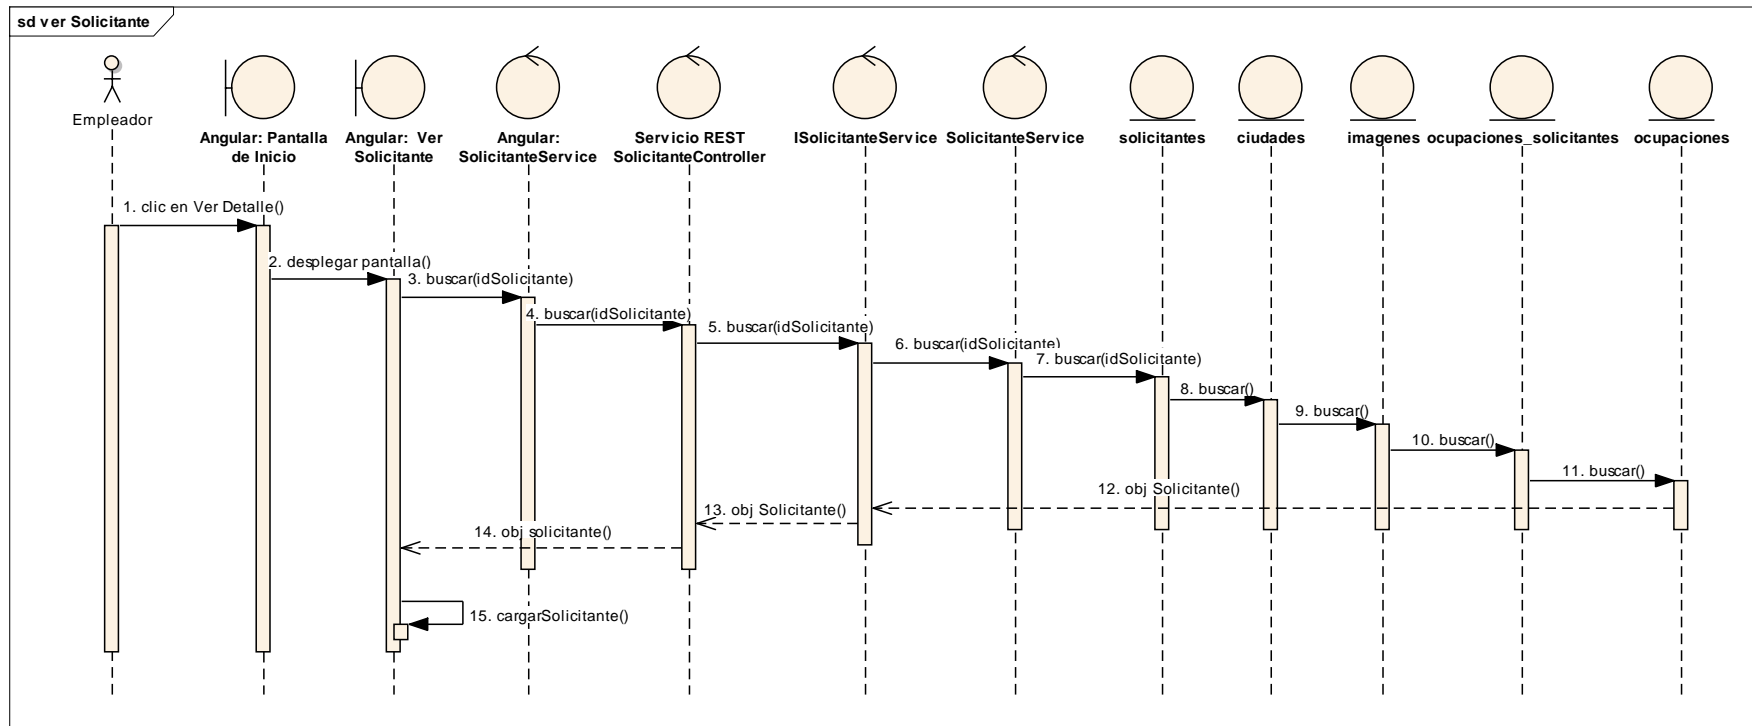 sd ver Solicitante
Empleador
Angular: Pantalla
de Inicio
Angular: Ver
Solicitante
Angular:
SolicitanteService
Servicio REST
SolicitanteController
ISolicitanteService
SolicitanteService
solicitantes
ciudades
imagenes
ocupaciones_solicitantes
ocupaciones
1. clic en Ver Detalle()
2. desplegar pantalla()
3. buscar(idSolicitante)
4. buscar(idSolicitante)
5. buscar(idSolicitante)
6. buscar(idSolicitante)
7. buscar(idSolicitante)
8. buscar()
9. buscar()
10. buscar()
11. buscar()
12. obj Solicitante()
13. obj Solicitante()
14. obj solicitante()
15. cargarSolicitante()